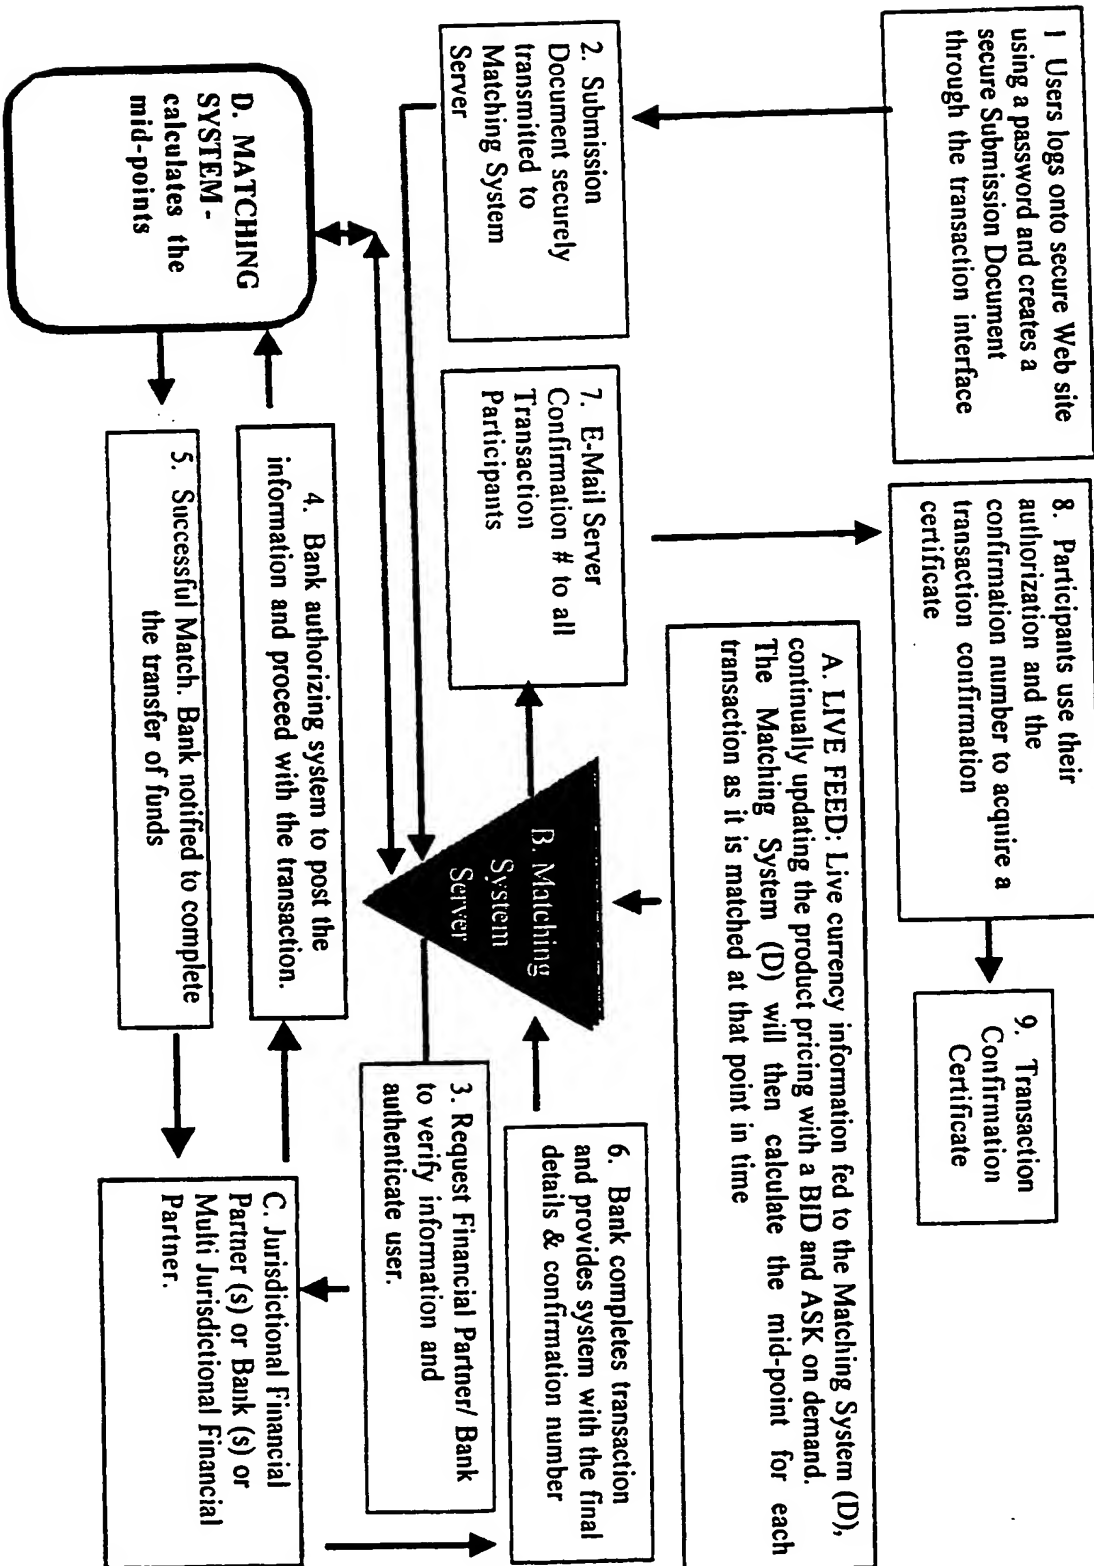 1 Users logs onto secure Web site
using a password and creates a
secure Submission Document
through the transaction interface
8. Participants use their
authorization and the
confirmation number to acquire a
transaction confirmation
certificate
9. Transaction
Confirmation
Certificate
A. LIVE FEED: Live currency information fed to the Matching System (D),
continually updating the product pricing with a BID and ASK on demand.
The Matching System (D) will then calculate the mid-point for each
transaction as it is matched at that point in time
2. Submission
Document securely
transmitted to
Matching System
Server
7. E-Mail Server
Confirmation # to all
Transaction
Participants
B. Matching
System
Server
6. Bank completes transaction
and provides system with the final
details & confirmation number
3. Request Financial Partner/ Bank
to verify information and
authenticate user.
D. MATCHING
SYSTEM-
calculates the
mid-points
4. Bank authorizing system to post the
information and proceed with the transaction.
5. Successful Match. Bank notified to complete
the transfer of funds
C. Jurisdictional Financial
Partner (s) or Bank (s) or
Multi Jurisdictional Financial
Partner.